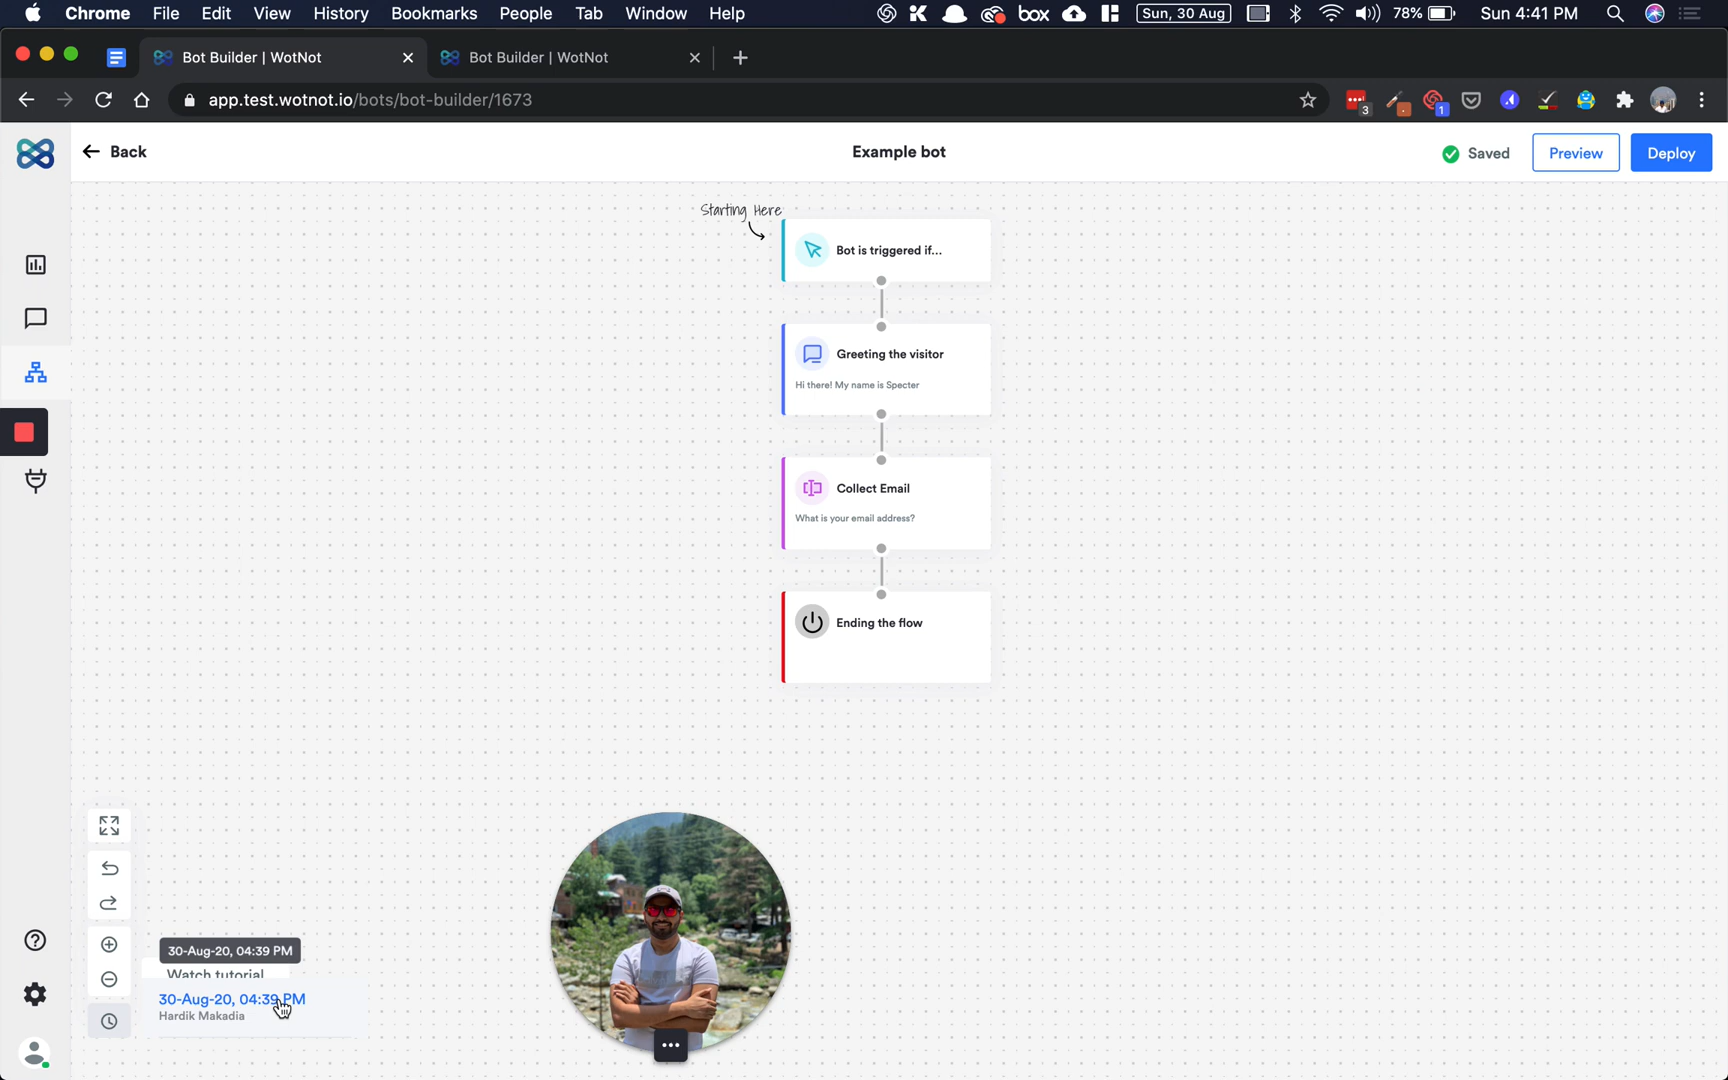 Chrome File Edit View History Bookmarks People Tab Window Help box Sun, 30 Aug 78% Sun 4:41 PM
Bot Builder | WotNot Bot Builder | WotNot
app.test.wotnot.io/bots/bot-builder/1673 3 1
Back Example bot Saved Preview Deploy
Starting Here
Bot is triggered if...
Greeting the visitor
Hi there! My name is Specter
Collect Email
What is your email address?
Ending the flow
30-Aug-20, 04:39 PM
Watch tutorial
30-Aug-20, 04:39 PM
Hardik Makadia